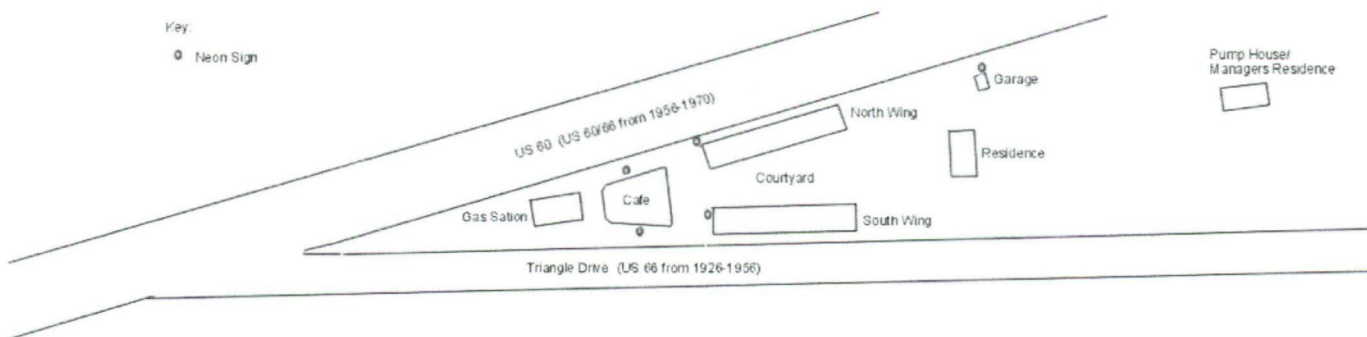 Key:
Neon Sign
US 60 (US 60/66 from 1956-1970)
North Wing
Garage
Pump House/
Managers Residence
Residence
Courtyard
Cafe
Gas Sation
South Wing
Triangle Drive (US 66 from 1926-1956)